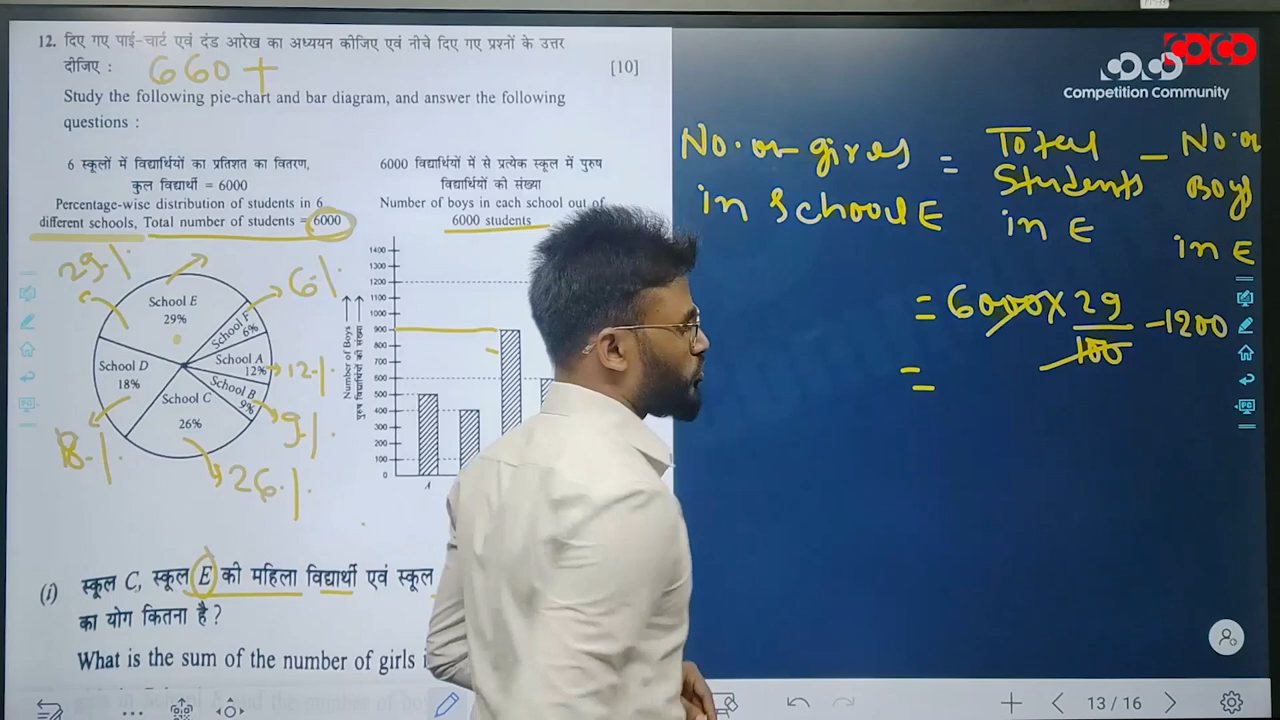 12. दिए गए पाई-चार्ट एवं दंड आरेख का अध्ययन कीजिए एवं नीचे दिए गए प्रश्नों के उत्तर
दीजिए :
[10]
660+
Study the following pie-chart and bar diagram, and answer the following
questions :
6 स्कूलों में विद्यार्थियों का प्रतिशत का वितरण,
कुल विद्यार्थी = 6000
Percentage-wise distribution of students in 6
different schools, Total number of students = 6000
6000 विद्यार्थियों में से प्रत्येक स्कूल में पुरुष
विद्यार्थियों की संख्या
Number of boys in each school out of
6000 students
29%
6%
12%
9%
26%
18%
School E
29%
School F
6%
School A
12%
School B
9%
School C
26%
School D
18%
Number of Boys
पुरुष विद्यार्थियों की संख्या
1400
1300
1200
1100
1000
900
800
700
600
500
400
300
200
100
0
A
(i) स्कूल C, स्कूल E की महिला विद्यार्थी एवं स्कूल
का योग कितना है ?
What is the sum of the number of girls i
COCO
COCO
Competition Community
No. of girls = Total - No. of
in School E Students Boys
in E in E
= 6000 × 29 - 1200
100
=
13 / 16